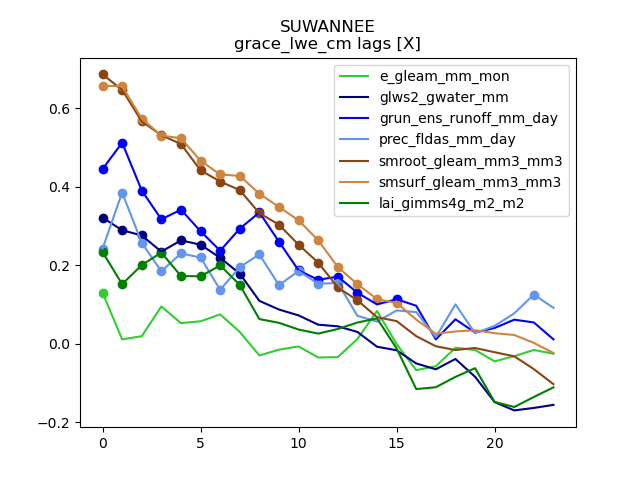 SUWANNEE
grace_lwe_cm lags [X]
e_gleam_mm_mon
glws2_gwater_mm
grun_ens_runoff_mm_day
prec_fldas_mm_day
smroot_gleam_mm3_mm3
smsurf_gleam_mm3_mm3
lai_gimms4g_m2_m2
0.6
0.4
0.2
0.0
−0.2
0 5 10 15 20